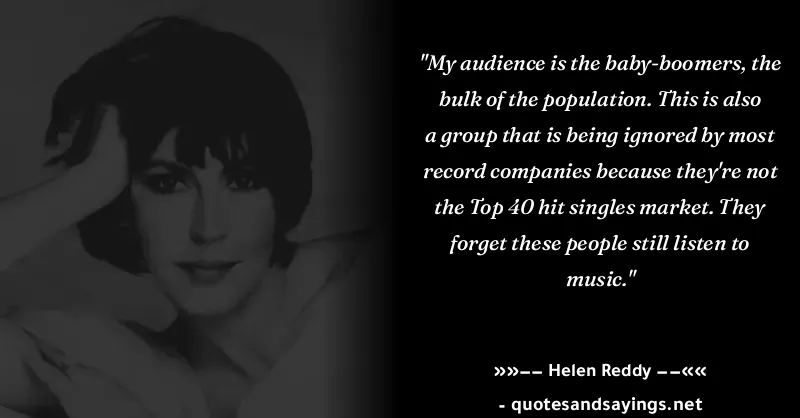 "My audience is the baby-boomers, the
bulk of the population. This is also
a group that is being ignored by most
record companies because they're not
the Top 40 hit singles market. They
forget these people still listen to
music."
»»−− Helen Reddy −−««
- quotesandsayings.net